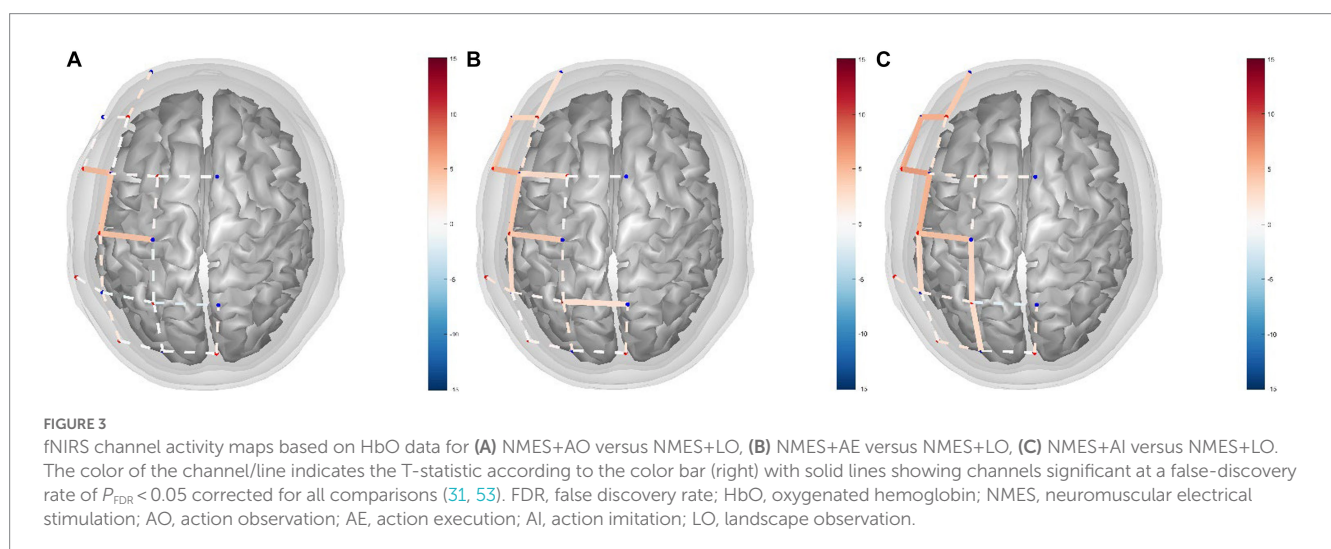 A
B
C
15
10
5
0
-5
-10
-15
15
10
5
0
-5
-10
-15
15
10
5
0
-5
-10
-15
FIGURE 3
fNIRS channel activity maps based on HbO data for (A) NMES+AO versus NMES+LO, (B) NMES+AE versus NMES+LO, (C) NMES+AI versus NMES+LO.
The color of the channel/line indicates the T-statistic according to the color bar (right) with solid lines showing channels significant at a false-discovery
rate of PFDR < 0.05 corrected for all comparisons (31, 53). FDR, false discovery rate; HbO, oxygenated hemoglobin; NMES, neuromuscular electrical
stimulation; AO, action observation; AE, action execution; AI, action imitation; LO, landscape observation.